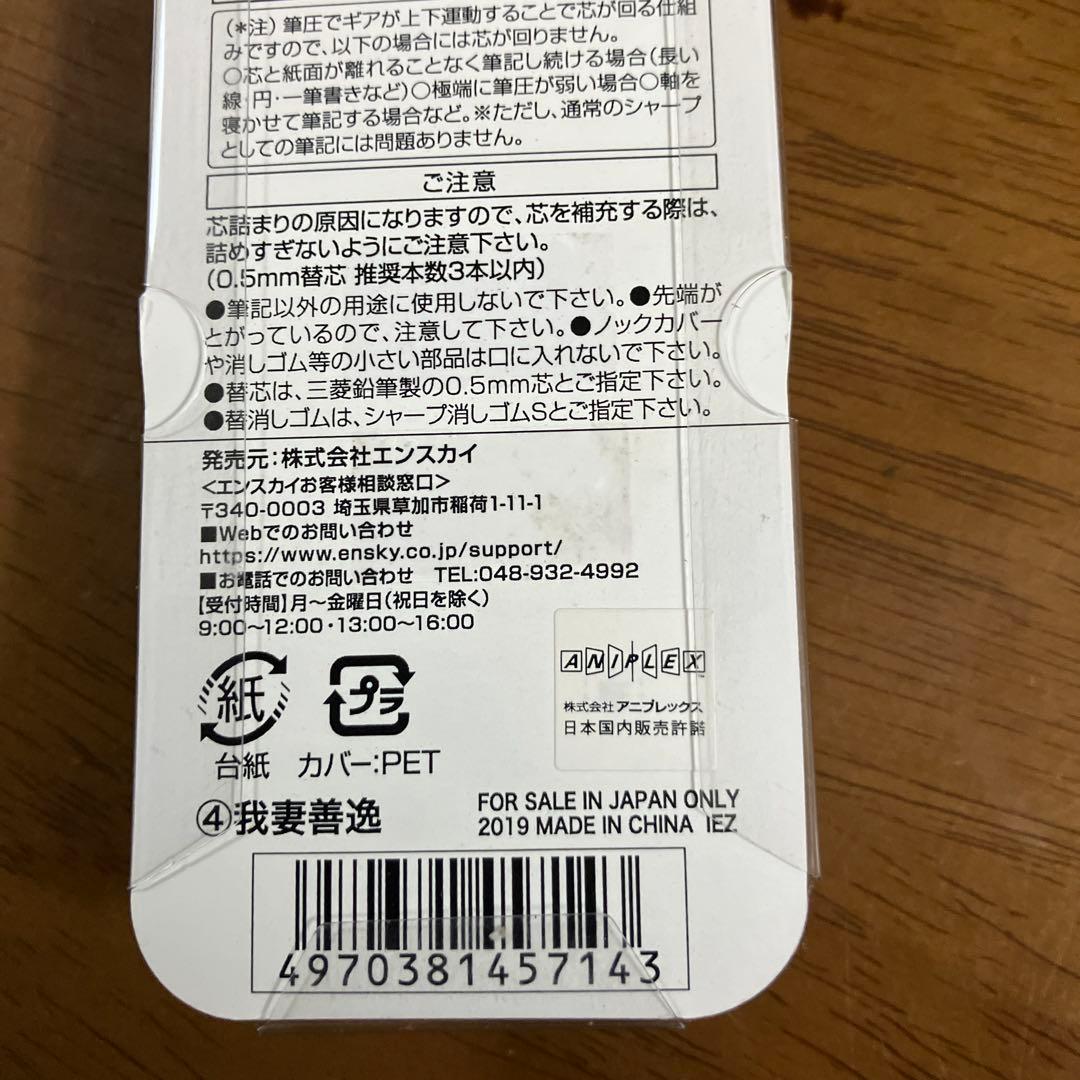 (*注)筆圧でギアが上下運動することで芯が回る仕組
みですので、以下の場合には芯が回りません。
○芯と紙面が離れることなく筆記し続ける場合(長い
線・円・一筆書きなど)○極端に筆圧が弱い場合○軸を
寝かせて筆記する場合など。※ただし、通常のシャープ
としての筆記には問題ありません。
ご注意
芯詰まりの原因になりますので、芯を補充する際は、
詰めすぎないようにご注意下さい。
(0.5mm替芯 推奨本数3本以内)
●筆記以外の用途に使用しないで下さい。●先端が
とがっているので、注意して下さい。●ノックカバー
や消しゴム等の小さい部品は口に入れないで下さい。
●替芯は、三菱鉛筆製の0.5mm芯とご指定下さい。
●替消しゴムは、シャープ消しゴムSとご指定下さい。
発売元:株式会社エンスカイ
<エンスカイお客様相談窓口>
〒340-0003 埼玉県草加市稲荷1-11-1
■Webでのお問い合わせ
https://www.ensky.co.jp/support/
■お電話でのお問い合わせ TEL:048-932-4992
【受付時間】月～金曜日(祝日を除く)
9:00～12:00・13:00～16:00
紙
プラ
台紙 カバー:PET
ANIPLEX
株式会社 アニプレックス
日本国内販売許諾
④我妻善逸
FOR SALE IN JAPAN ONLY
2019 MADE IN CHINA IEZ
4970381457143